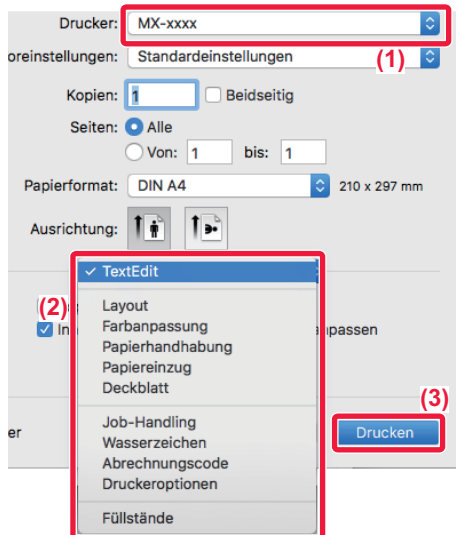 Drucker: MX-xxxx
oreinstellungen: Standardeinstellungen
(1)
Kopien: 1 Beidseitig
Seiten: Alle
Von: 1 bis: 1
Papierformat: DIN A4 210 x 297 mm
Ausrichtung:
✓ TextEdit
(2)
Layout
Farbanpassung
In anpassen
Papierhandhabung
Papiereinzug
Deckblatt
(3)
Job-Handling
er Drucken
Wasserzeichen
Abrechnungscode
Druckeroptionen
Füllstände